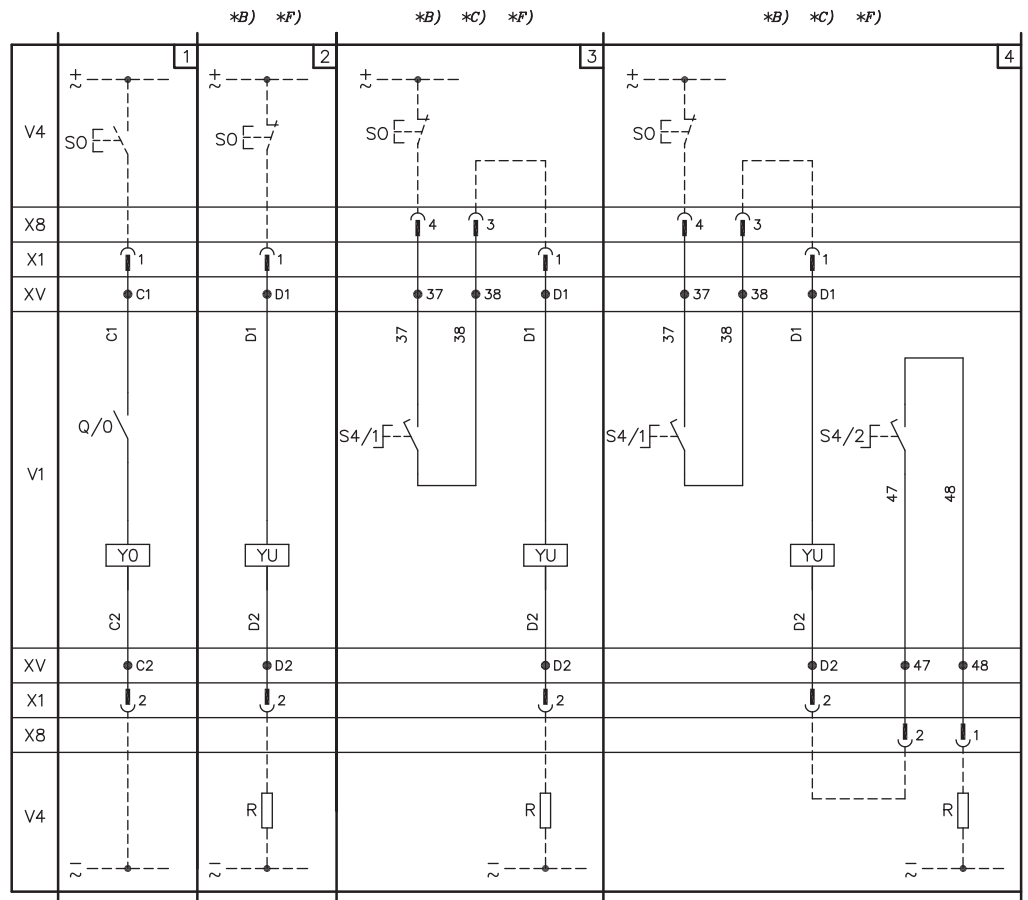 *B) *F) *B) *C) *F) *B) *C) *F)
1 2 3 4
+ ~ + ~ + ~ + ~
V4 SO SO SO SO
X8 4 3 4 3
X1 1 1 1 1
XV C1 D1 37 38 D1 37 38 D1
C1 D1 37 38 D1 37 38 D1
Q/0 S4/1 S4/1 S4/2
V1 47 48
Y0 YU YU YU
C2 D2 D2 D2
XV C2 D2 D2 D2 47 48
X1 2 2 2 2
X8 2 1
V4 R R R
− ~ − ~ − ~ − ~